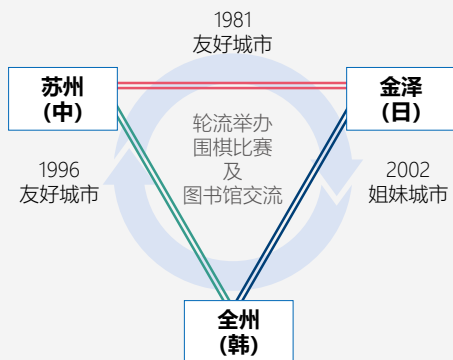 1981
友好城市
苏州
(中)
金泽
(日)
轮流举办
围棋比赛
及
图书馆交流
1996
友好城市
2002
姐妹城市
全州
(韩)